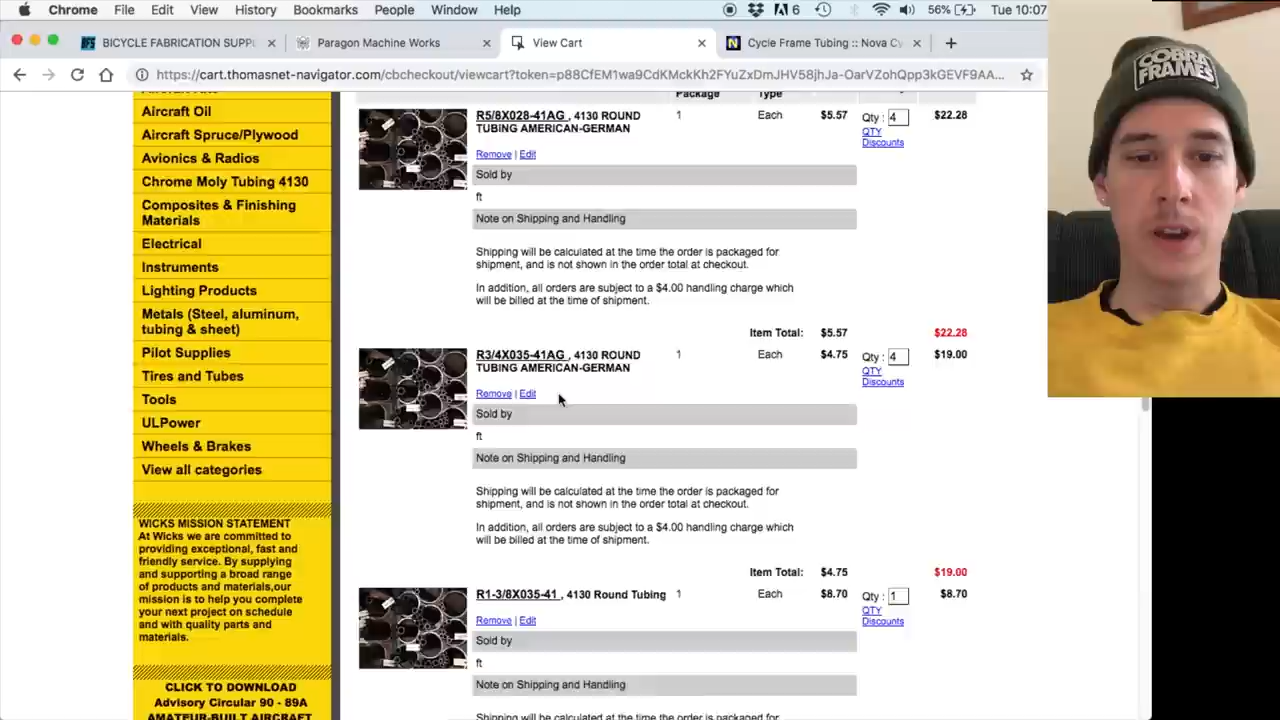 Chrome File Edit View History Bookmarks People Window Help 6 56% Tue 10:07
BICYCLE FABRICATION SUPPL × Paragon Machine Works × View Cart × Cycle Frame Tubing :: Nova Cy ×
https://cart.thomasnet-navigator.com/cbcheckout/viewcart?token=p88CfEM1wa9CdKMckKh2FYuZxDmJHV58jhJa-OarVZohQpp3kGEVF9AA...
Package Type
Aircraft Oil
Aircraft Spruce/Plywood
Avionics & Radios
Chrome Moly Tubing 4130
Composites & Finishing
Materials
Electrical
Instruments
Lighting Products
Metals (Steel, aluminum,
tubing & sheet)
Pilot Supplies
Tires and Tubes
Tools
ULPower
Wheels & Brakes
View all categories
WICKS MISSION STATEMENT
At Wicks we are committed to
providing exceptional, fast and
friendly service. By supplying
and supporting a broad range
of products and materials,our
mission is to help you complete
your next project on schedule
and with quality parts and
materials.
CLICK TO DOWNLOAD
Advisory Circular 90 - 89A
AMATEUR-BUILT AIRCRAFT
R5/8X028-41AG , 4130 ROUND 1 Each $5.57 Qty : 4 $22.28
TUBING AMERICAN-GERMAN QTY
Discounts
Remove | Edit
Sold by
ft
Note on Shipping and Handling
Shipping will be calculated at the time the order is packaged for
shipment, and is not shown in the order total at checkout.
In addition, all orders are subject to a $4.00 handling charge which
will be billed at the time of shipment.
Item Total: $5.57 $22.28
R3/4X035-41AG , 4130 ROUND 1 Each $4.75 Qty : 4 $19.00
TUBING AMERICAN-GERMAN QTY
Discounts
Remove | Edit
Sold by
ft
Note on Shipping and Handling
Shipping will be calculated at the time the order is packaged for
shipment, and is not shown in the order total at checkout.
In addition, all orders are subject to a $4.00 handling charge which
will be billed at the time of shipment.
Item Total: $4.75 $19.00
R1-3/8X035-41 , 4130 Round Tubing 1 Each $8.70 Qty : 1 $8.70
QTY
Discounts
Remove | Edit
Sold by
ft
Note on Shipping and Handling
COBRA
FRAMES